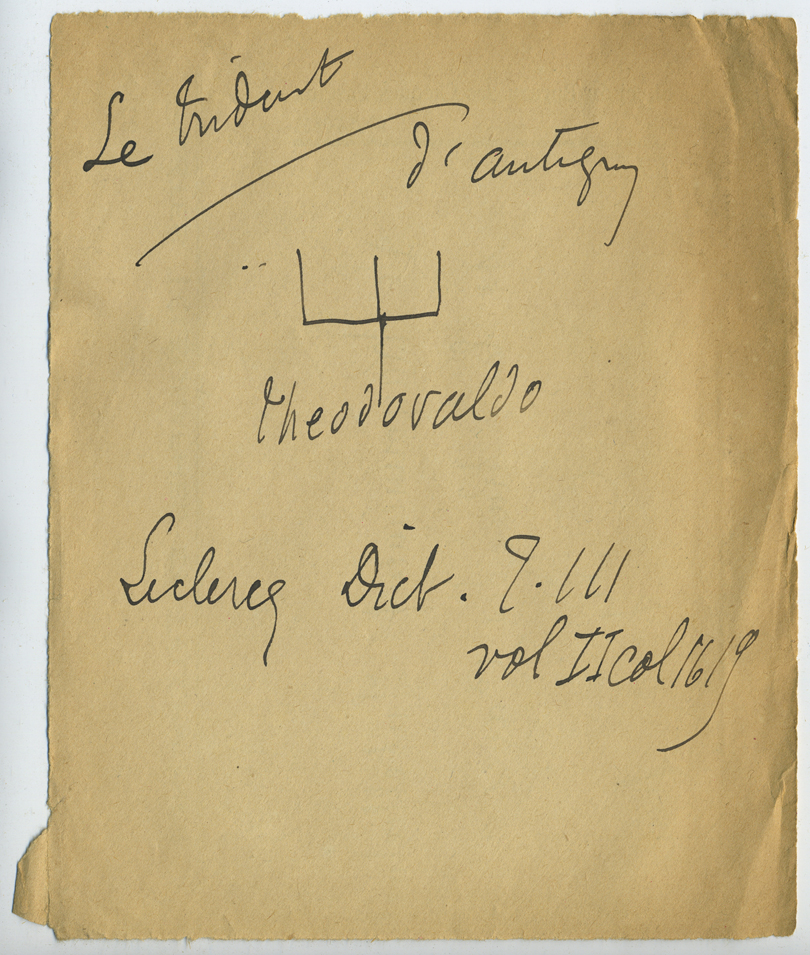 Le trident
d'antigny
theodovaldo
Leclercq Dict. T. III
vol II col 1619